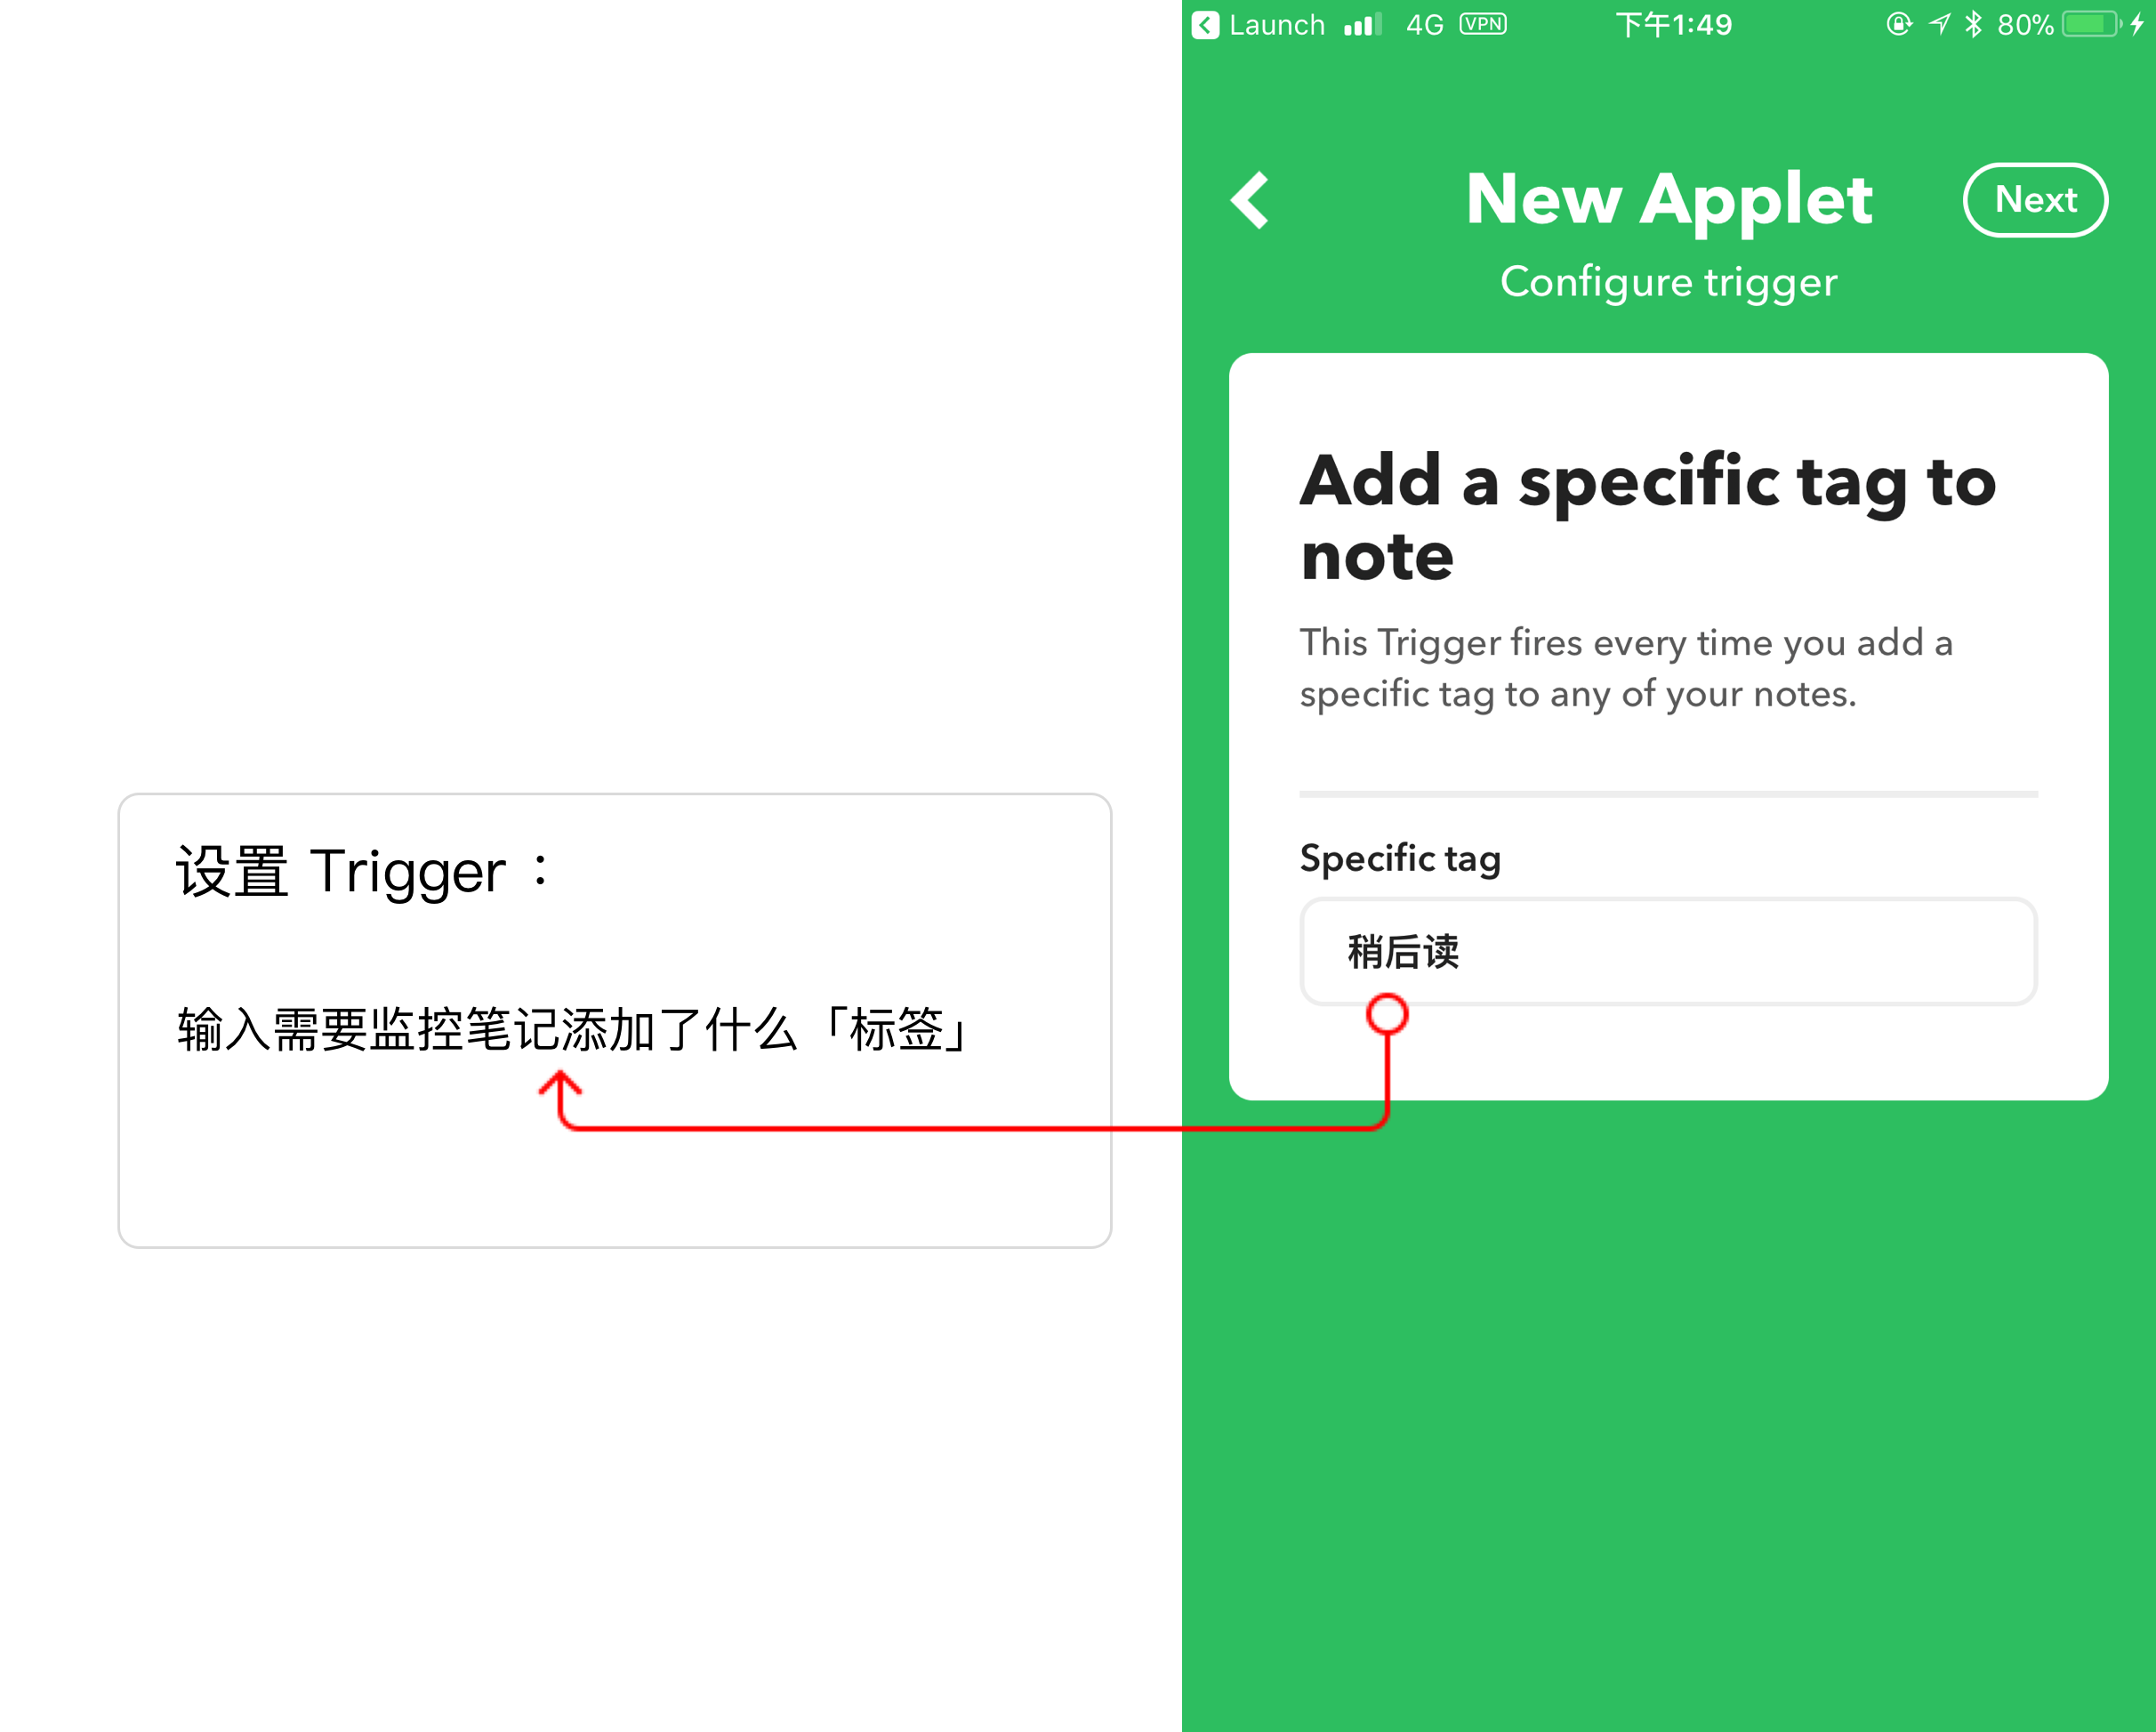 设置 Trigger：
输入需要监控笔记添加了什么「标签」
Launch 4G VPN 下午1:49 80%
New Applet Next
Configure trigger
Add a specific tag to
note
This Trigger fires every time you add a
specific tag to any of your notes.
Specific tag
稍后读